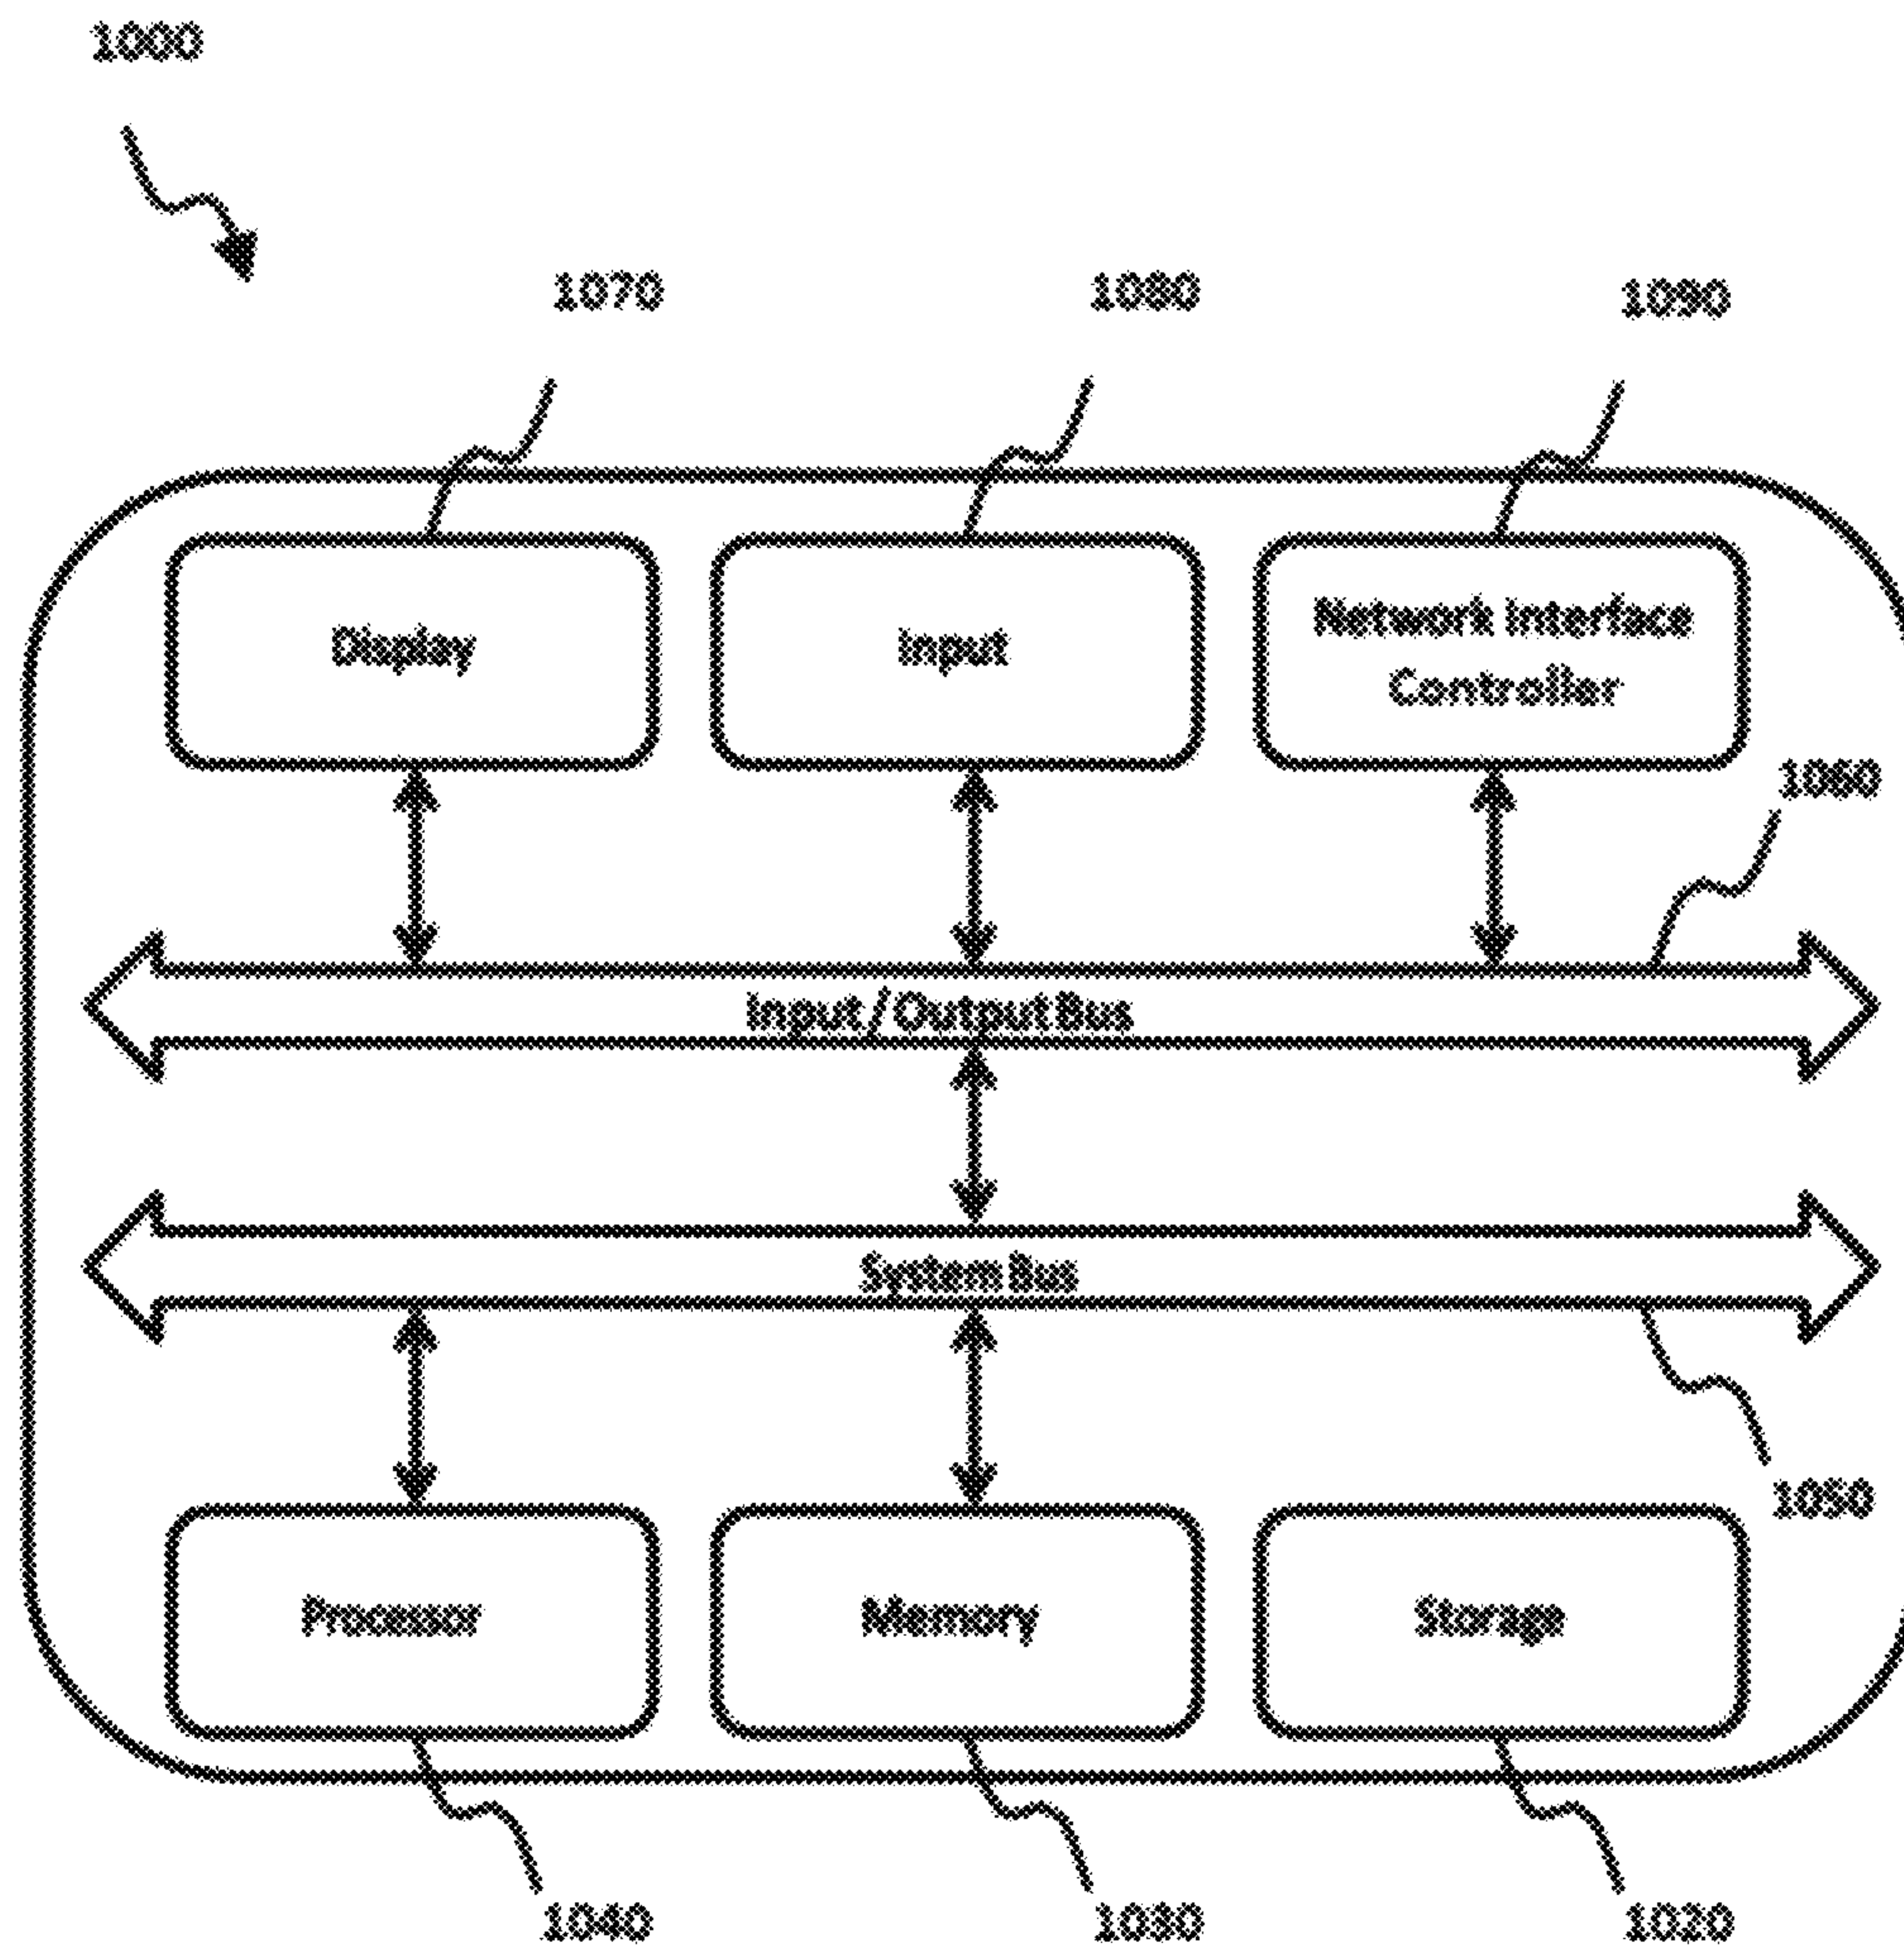 1000
1070
1080
1090
Display
Input
Network Interface
Controller
1060
Input / Output Bus
System Bus
1050
Processor
Memory
Storage
1040
1030
1020